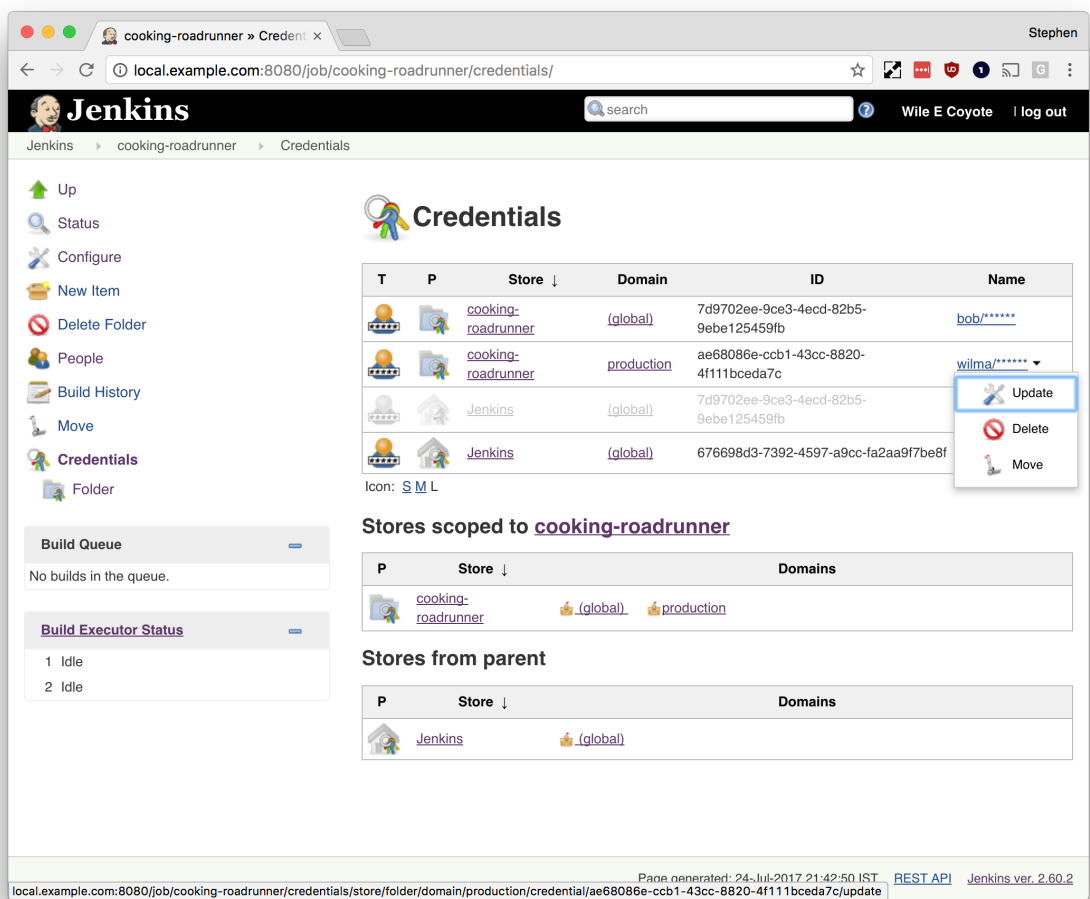 cooking-roadrunner » Credent
Stephen
local.example.com:8080/job/cooking-roadrunner/credentials/
Jenkins
search
Wile E Coyote
| log out
Jenkins
cooking-roadrunner
Credentials
Up
Status
Configure
New Item
Delete Folder
People
Build History
Move
Credentials
Folder
Build Queue
No builds in the queue.
Build Executor Status
1 Idle
2 Idle
Credentials
T P Store ↓ Domain ID Name
cooking-
roadrunner
(global)
7d9702ee-9ce3-4ecd-82b5-
9ebe125459fb
bob/******
cooking-
roadrunner
production
ae68086e-ccb1-43cc-8820-
4f111bceda7c
wilma/******
Jenkins
(global)
7d9702ee-9ce3-4ecd-82b5-
9ebe125459fb
Jenkins
(global)
676698d3-7392-4597-a9cc-fa2aa9f7be8f
Update
Delete
Move
Icon: S M L
Stores scoped to cooking-roadrunner
P Store ↓ Domains
cooking-
roadrunner
(global)
production
Stores from parent
P Store ↓ Domains
Jenkins
(global)
Page generated: 24-Jul-2017 21:42:50 IST
REST API
Jenkins ver. 2.60.2
local.example.com:8080/job/cooking-roadrunner/credentials/store/folder/domain/production/credential/ae68086e-ccb1-43cc-8820-4f111bceda7c/update